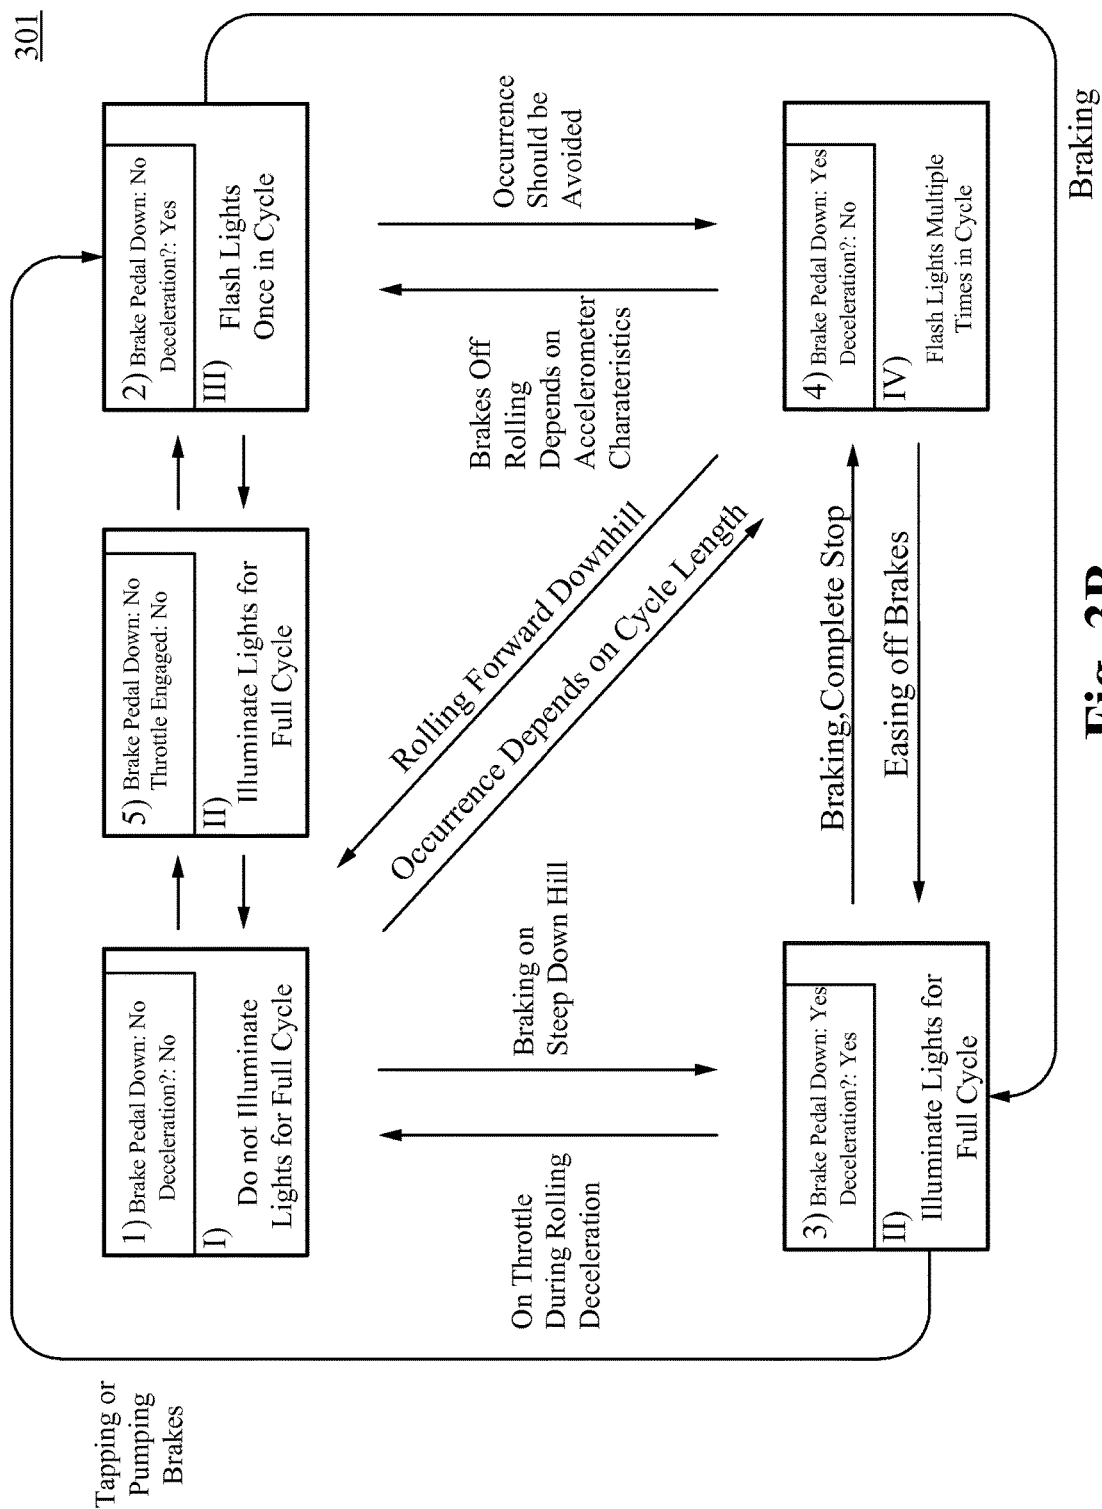 301
Tapping or
Pumping
Brakes
1) Brake Pedal Down: No
Deceleration?: No
I)
Do not Illuminate
Lights for Full Cycle
5) Brake Pedal Down: No
Throttle Engaged: No
II)
Illuminate Lights for
Full Cycle
2) Brake Pedal Down: No
Deceleration?: Yes
III)
Flash Lights
Once in Cycle
On Throttle
During Rolling
Deceleration
Braking on
Steep Down Hill
Rolling Forward Downhill
Occurrence Depends on Cycle Length
Brakes Off
Rolling
Depends on
Accelerometer
Charateristics
Occurrence
Should be
Avoided
3) Brake Pedal Down: Yes
Deceleration?: Yes
II)
Illuminate Lights for
Full Cycle
Braking,Complete Stop
Easing off Brakes
4) Brake Pedal Down: Yes
Deceleration?: No
IV)
Flash Lights Multiple
Times in Cycle
Braking
Fig.